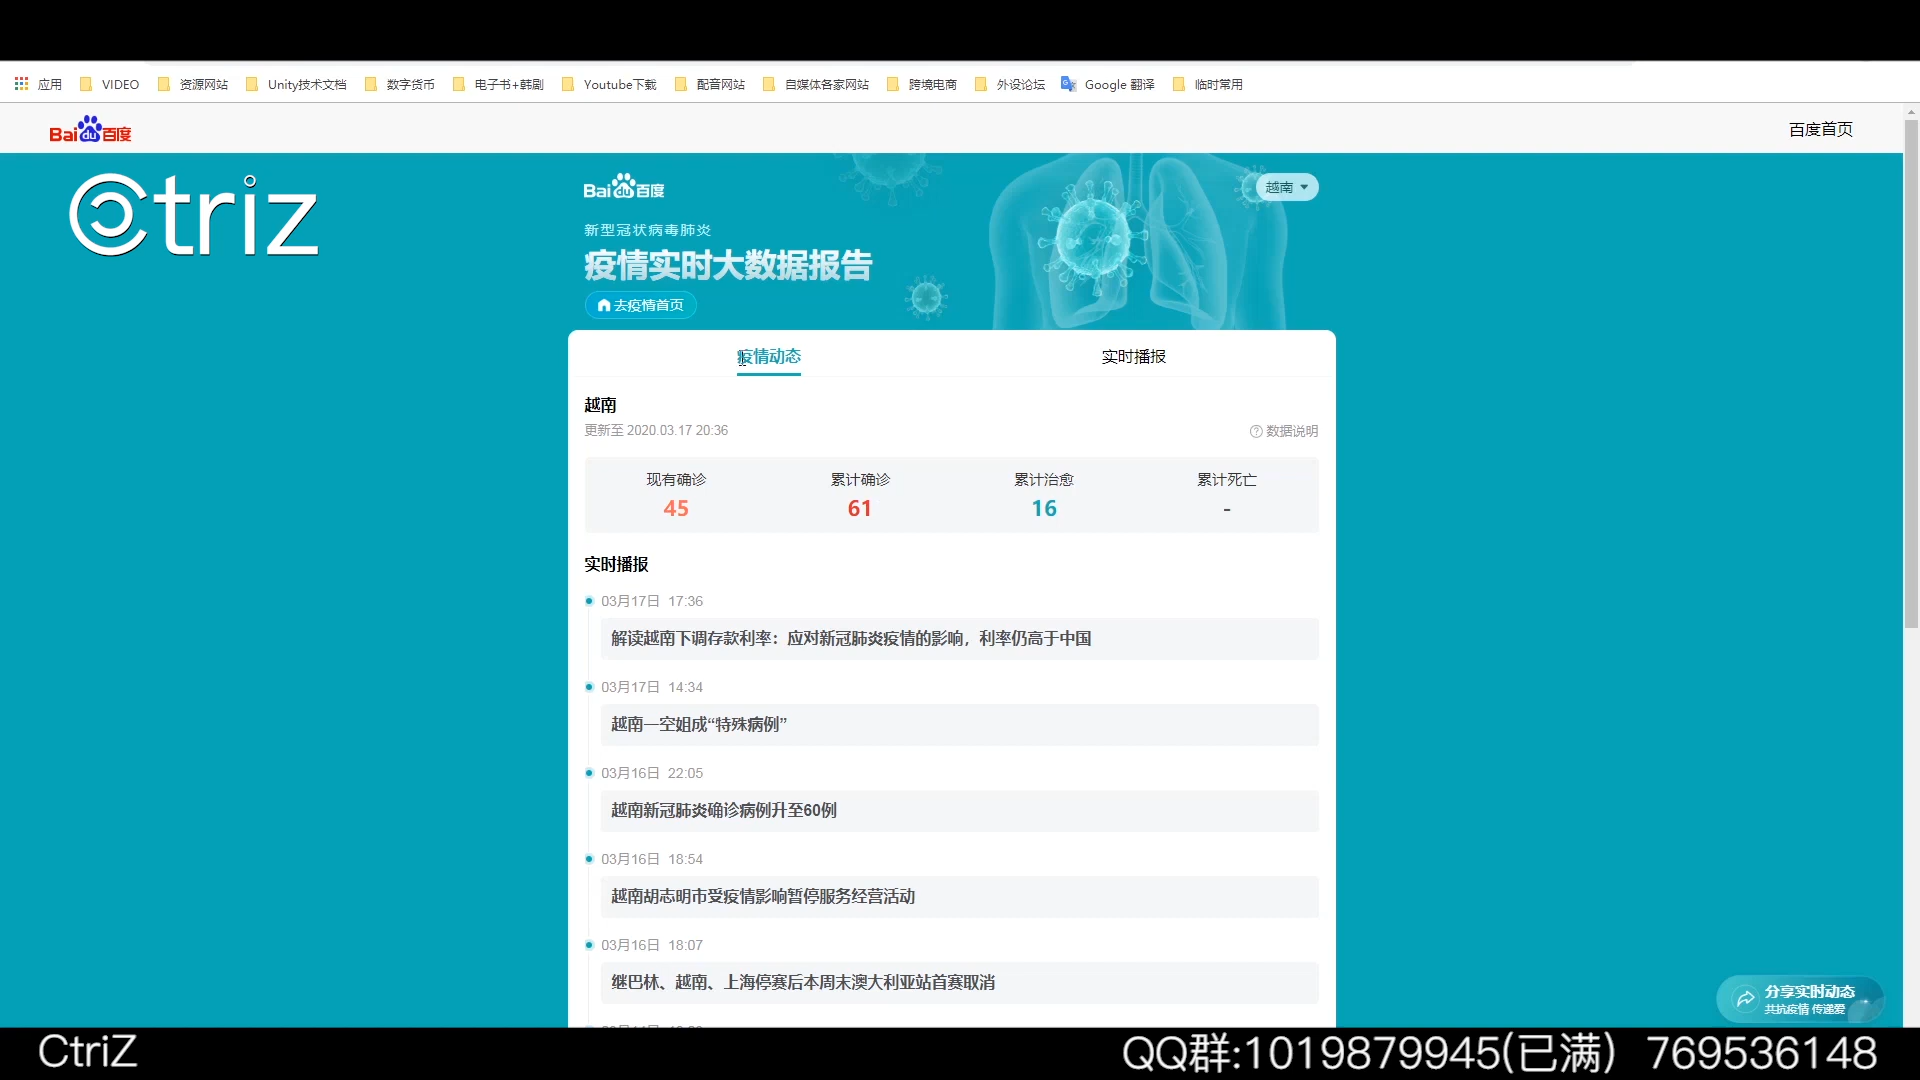 应用 VIDEO 资源网站 Unity技术文档 数字货币 电子书+韩剧 Youtube下载 配音网站 自媒体各家网站 跨境电商 外设论坛 Google 翻译 临时常用
Baidu百度 百度首页
Ctriz
Baidu百度
越南
新型冠状病毒肺炎
疫情实时大数据报告
去疫情首页
疫情动态 实时播报
越南
更新至 2020.03.17 20:36 数据说明
现有确诊 累计确诊 累计治愈 累计死亡
45 61 16 -
实时播报
03月17日 17:36
解读越南下调存款利率：应对新冠肺炎疫情的影响，利率仍高于中国
03月17日 14:34
越南一空姐成“特殊病例”
03月16日 22:05
越南新冠肺炎确诊病例升至60例
03月16日 18:54
越南胡志明市受疫情影响暂停服务经营活动
03月16日 18:07
继巴林、越南、上海停赛后本周末澳大利亚站首赛取消
分享实时动态
共抗疫情 传递爱
CtriZ QQ群:1019879945(已满) 769536148